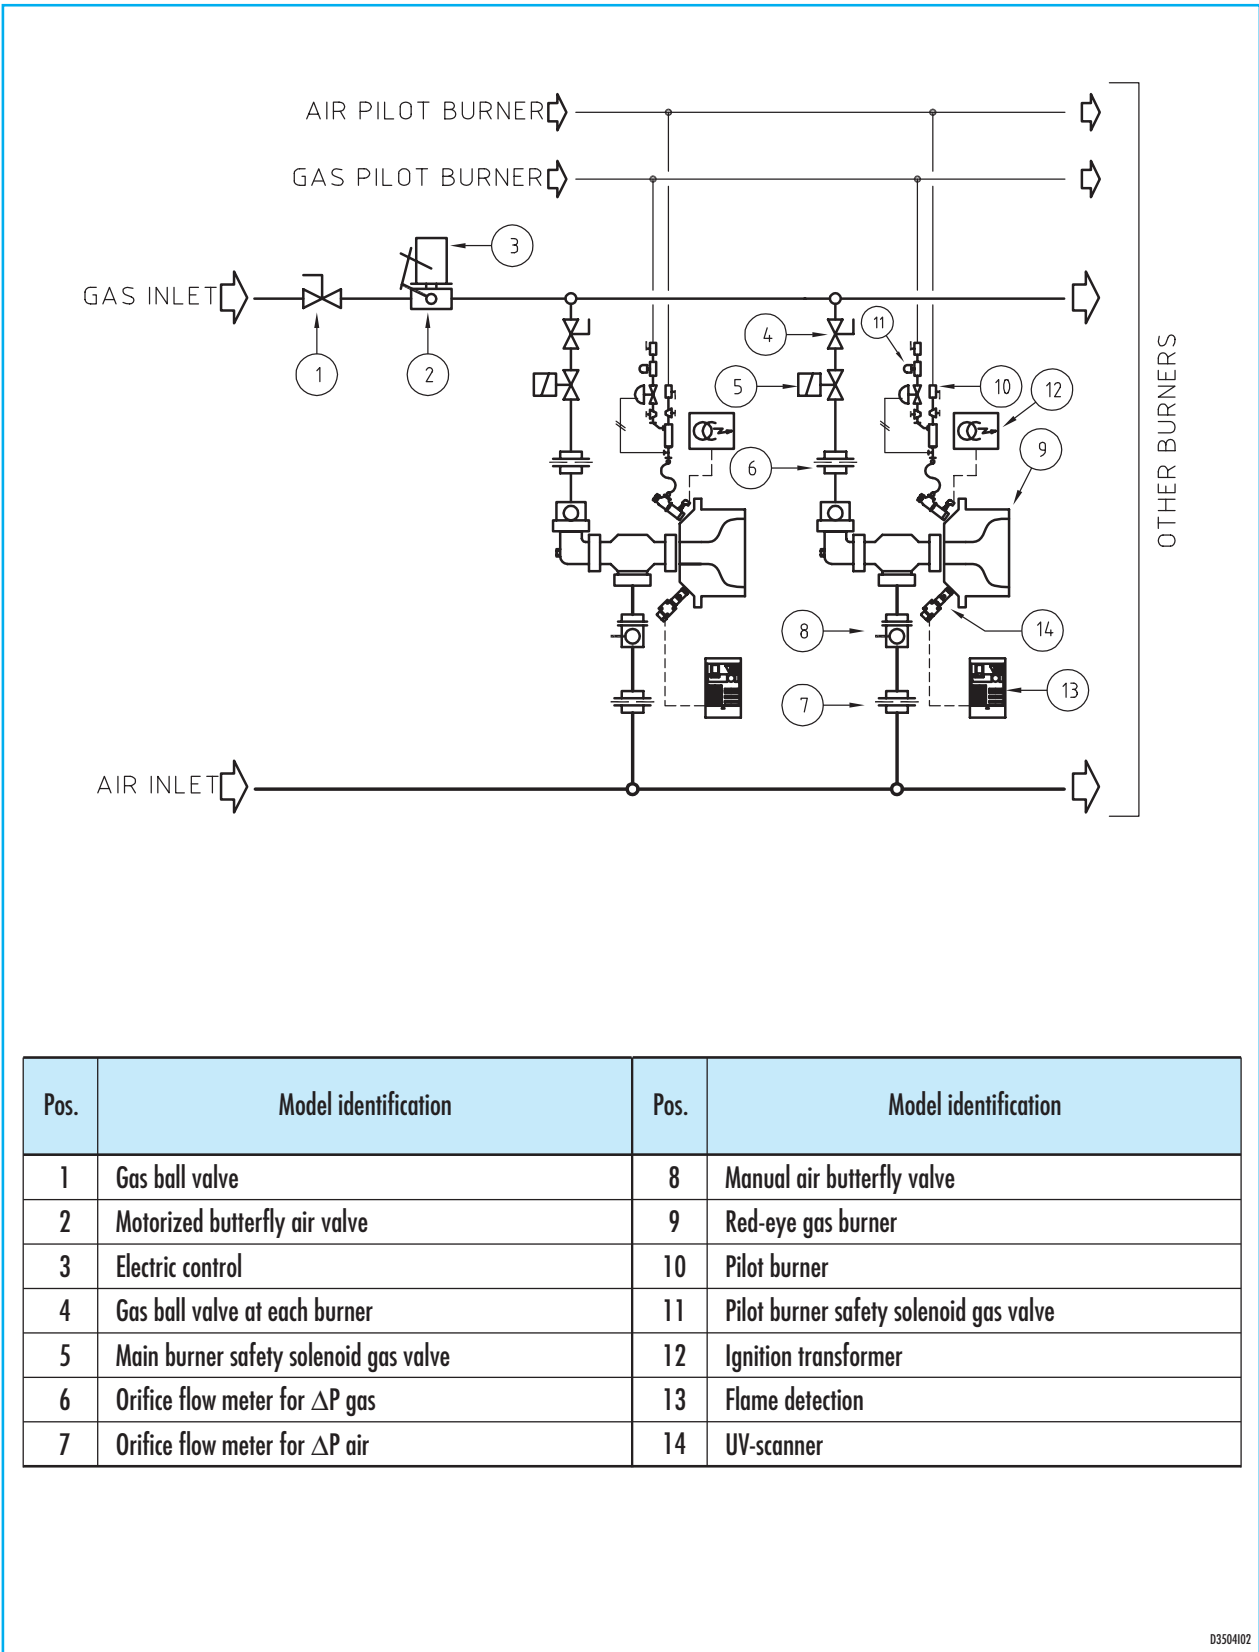 AIR PILOT BURNER
GAS PILOT BURNER
3
GAS INLET
1
2
4
11
5
10
12
6
9
OTHER BURNERS
8
14
7
13
AIR INLET
Pos. Model identification Pos. Model identification
1 Gas ball valve 8 Manual air butterfly valve
2 Motorized butterfly air valve 9 Red-eye gas burner
3 Electric control 10 Pilot burner
4 Gas ball valve at each burner 11 Pilot burner safety solenoid gas valve
5 Main burner safety solenoid gas valve 12 Ignition transformer
6 Orifice flow meter for ΔP gas 13 Flame detection
7 Orifice flow meter for ΔP air 14 UV-scanner
D3504I02